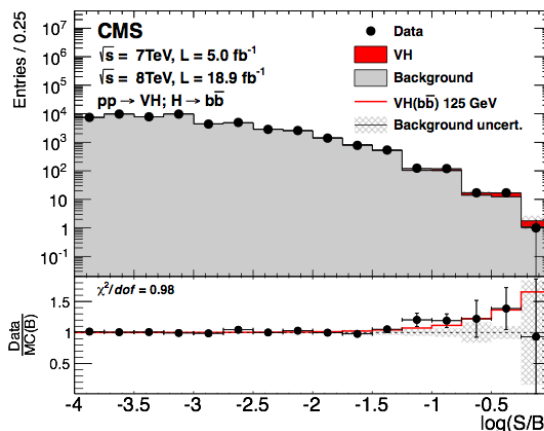 CMS
√s = 7TeV, L = 5.0 fb⁻¹
√s = 8TeV, L = 18.9 fb⁻¹
pp → VH; H → bb̅
Data
VH
Background
VH(bb̅) 125 GeV
Background uncert.
Entries / 0.25
10⁷
10⁶
10⁵
10⁴
10³
10²
10
1
10⁻¹
χ²/dof = 0.98
Data
MC(B)
1.5
1
0.5
-4 -3.5 -3 -2.5 -2 -1.5 -1 -0.5
log(S/B